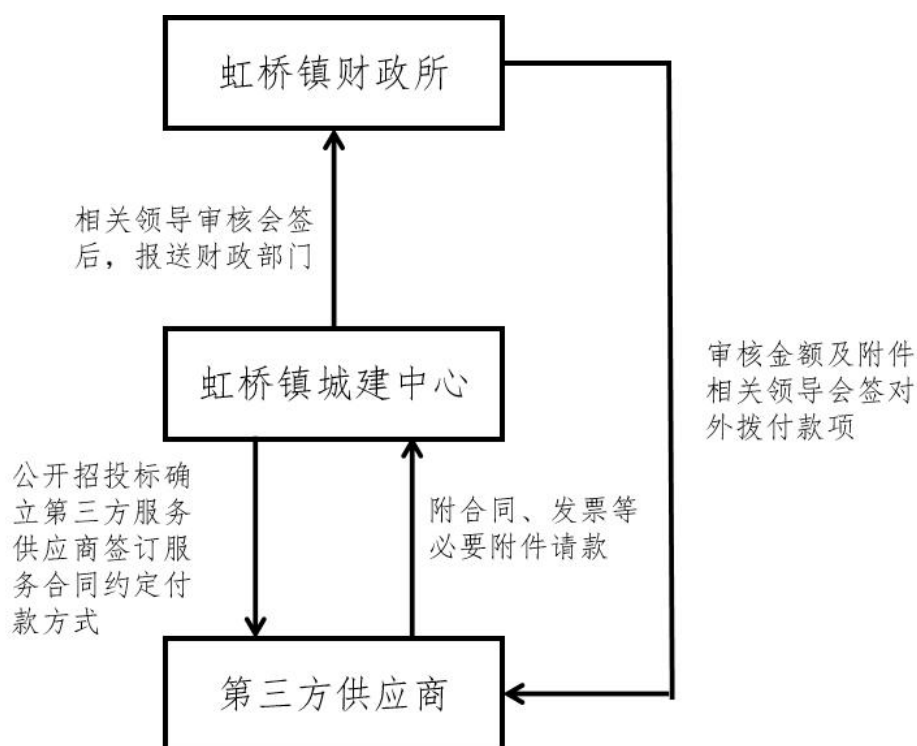 虹桥镇财政所
相关领导审核会签
后，报送财政部门
审核金额及附件
相关领导会签对
外拨付款项
虹桥镇城建中心
公开招投标确
立第三方服务
供应商签订服
务合同约定付
款方式
附合同、发票等
必要附件请款
第三方供应商